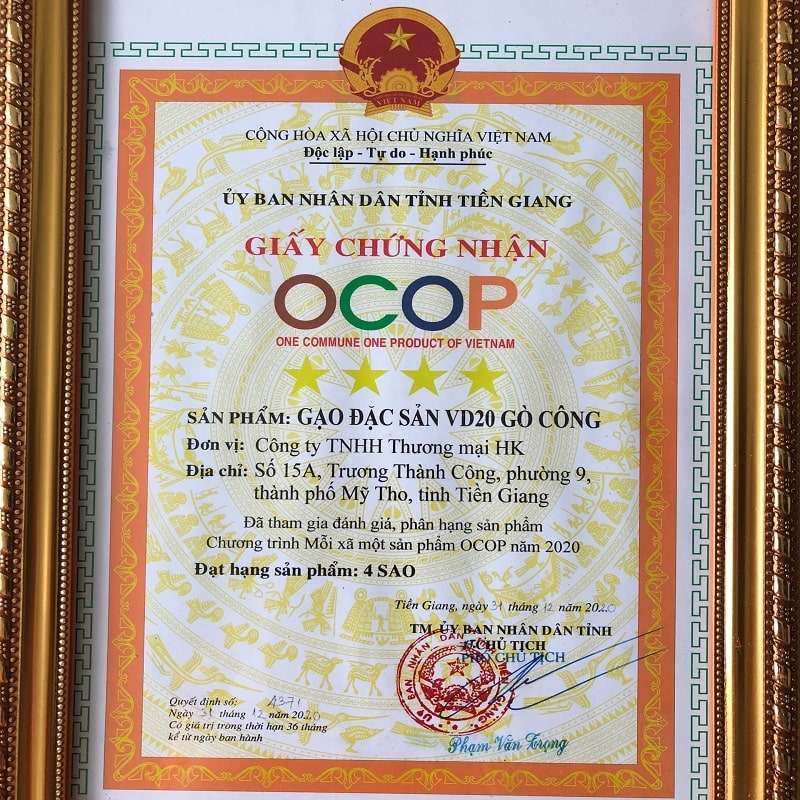 VIỆT NAM
CỘNG HÒA XÃ HỘI CHỦ NGHĨA VIỆT NAM
Độc lập - Tự do - Hạnh phúc
ỦY BAN NHÂN DÂN TỈNH TIỀN GIANG
GIẤY CHỨNG NHẬN
OCOP
ONE COMMUNE ONE PRODUCT OF VIETNAM
SẢN PHẨM: GẠO ĐẶC SẢN VD20 GÒ CÔNG
Đơn vị: Công ty TNHH Thương mại HK
Địa chỉ: Số 15A, Trương Thành Công, phường 9,
thành phố Mỹ Tho, tỉnh Tiền Giang
Đã tham gia đánh giá, phân hạng sản phẩm
Chương trình Mỗi xã một sản phẩm OCOP năm 2020
Đạt hạng sản phẩm: 4 SAO
Tiền Giang, ngày 31 tháng 12 năm 2020
TM. ỦY BAN NHÂN DÂN TỈNH
CHỦ TỊCH
PHÓ CHỦ TỊCH
Phạm Văn Trọng
Quyết định số: 4371
Ngày 31 tháng 12 năm 2020
Có giá trị trong thời hạn 36 tháng
kể từ ngày ban hành